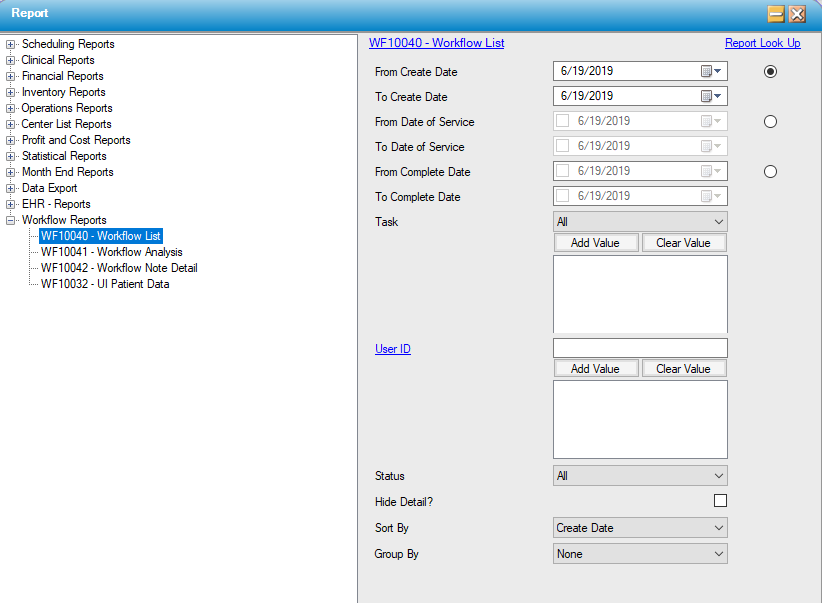 Report
Scheduling Reports
Clinical Reports
Financial Reports
Inventory Reports
Operations Reports
Center List Reports
Profit and Cost Reports
Statistical Reports
Month End Reports
Data Export
EHR - Reports
Workflow Reports
WF10040 - Workflow List
WF10041 - Workflow Analysis
WF10042 - Workflow Note Detail
WF10032 - UI Patient Data
WF10040 - Workflow List Report Look Up
From Create Date 6/19/2019
To Create Date 6/19/2019
From Date of Service 6/19/2019
To Date of Service 6/19/2019
From Complete Date 6/19/2019
To Complete Date 6/19/2019
Task All
Add Value Clear Value
User ID
Add Value Clear Value
Status All
Hide Detail?
Sort By Create Date
Group By None